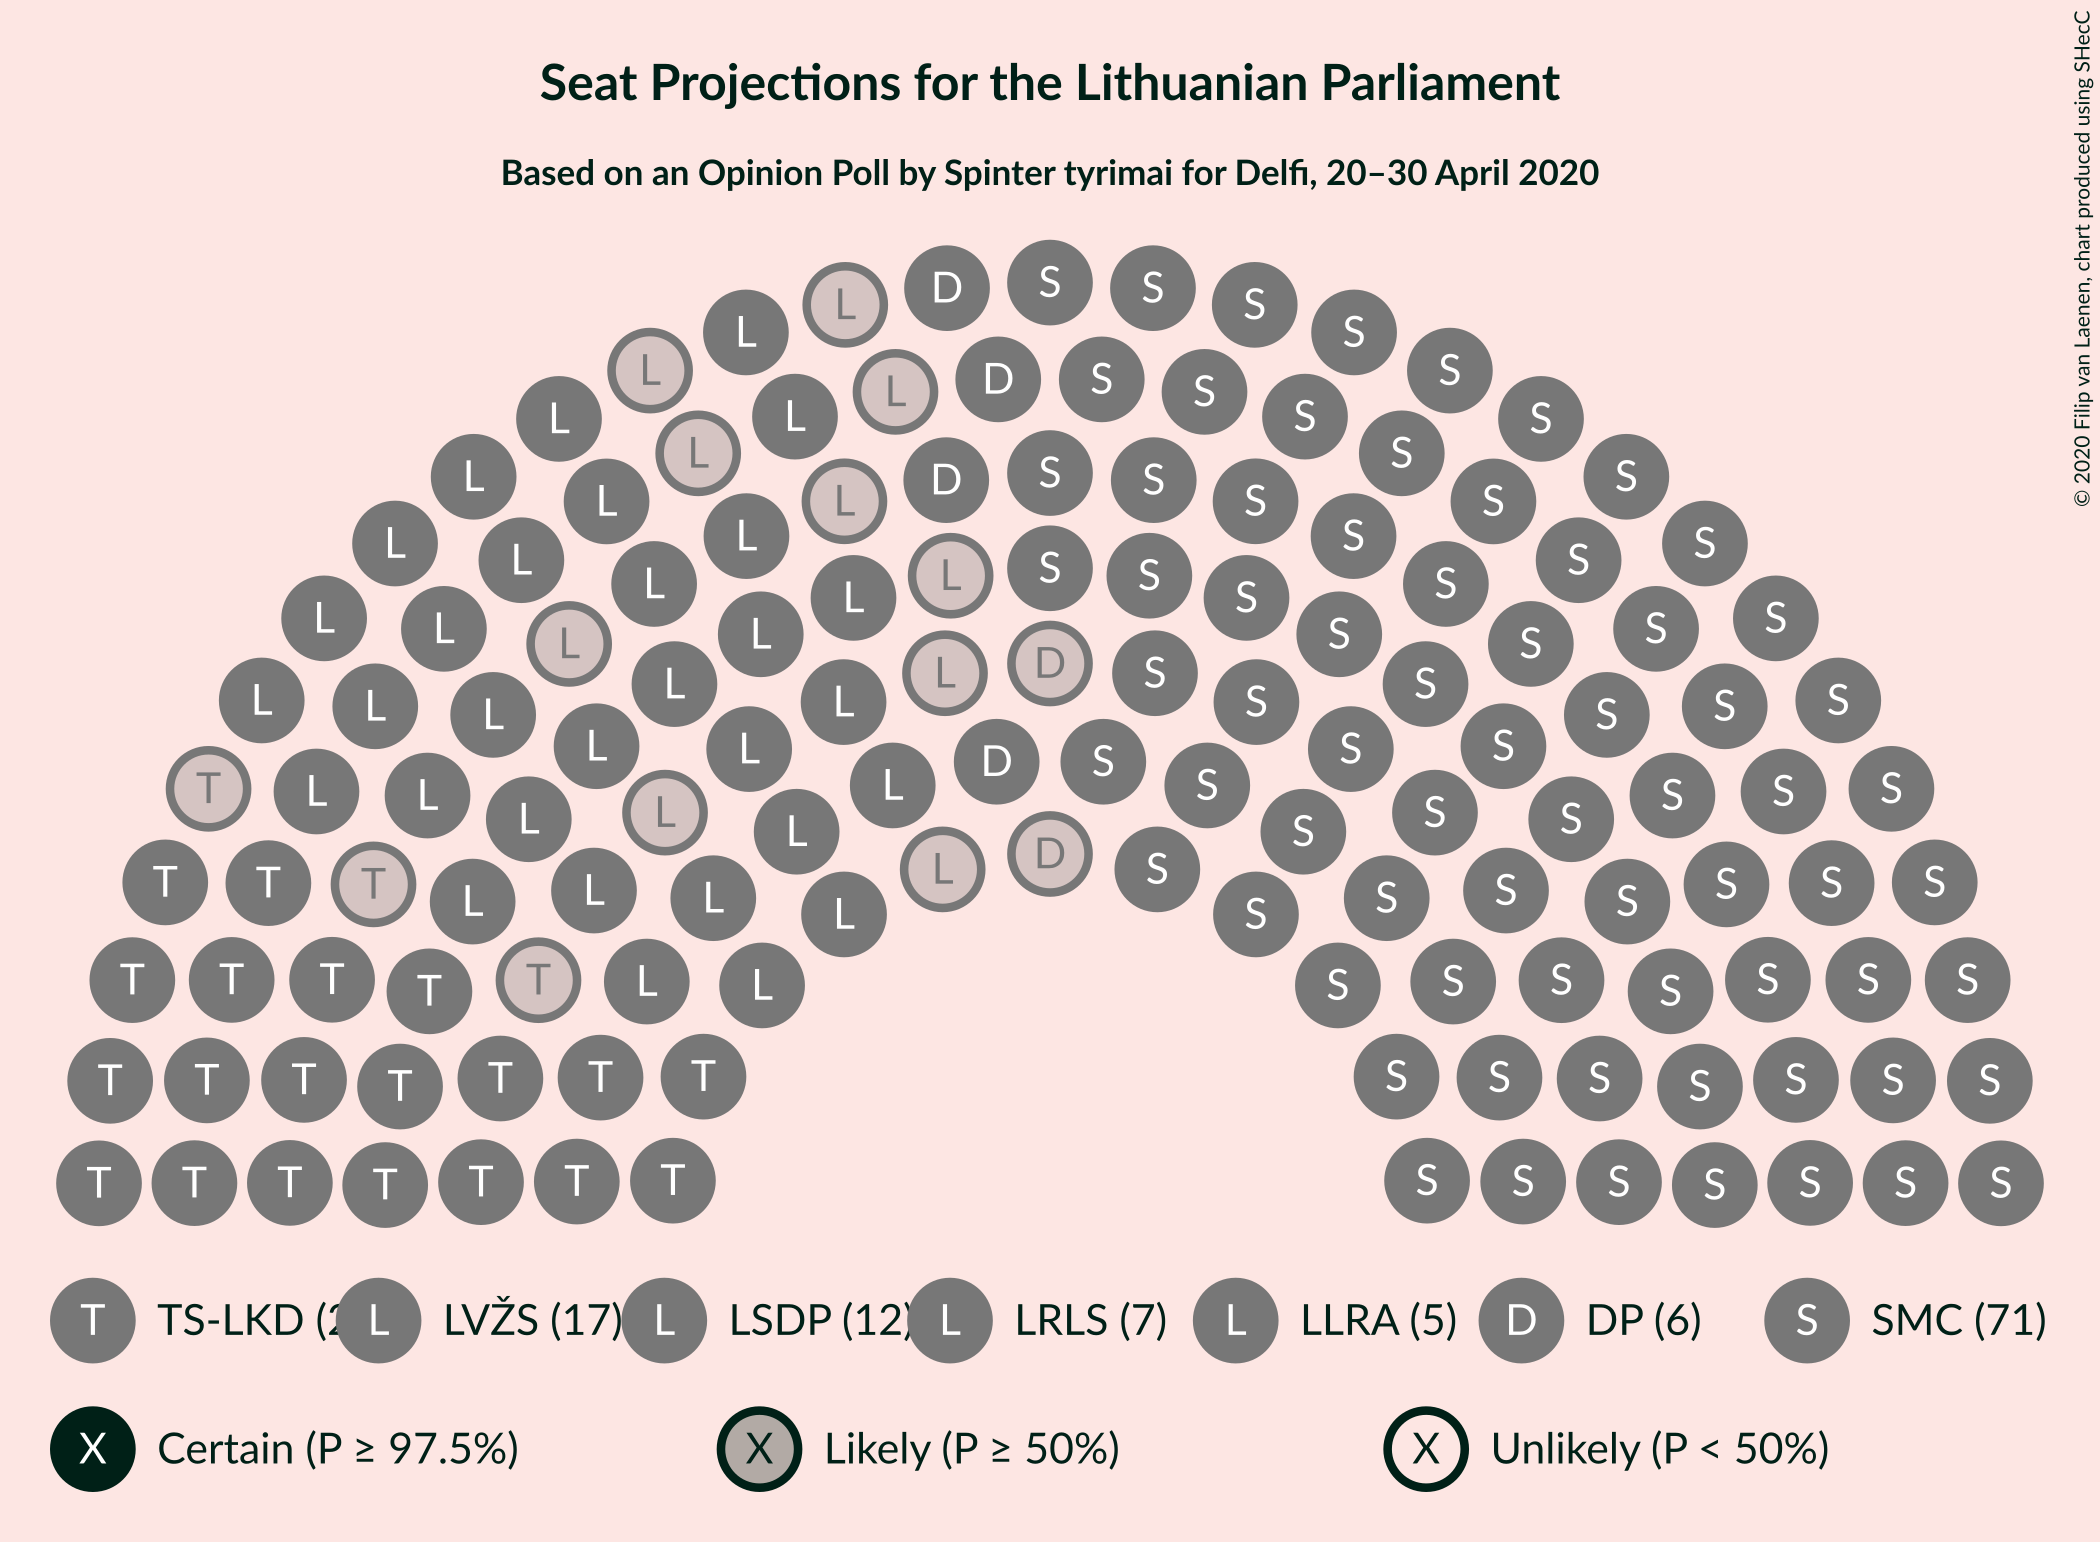 Seat Projections for the Lithuanian Parliament
Based on an Opinion Poll by Spinter tyrimai for Delfi, 20–30 April 2020
© 2020 Filip van Laenen, chart produced using SHecC
L D S S S
L L S S
L L D S S S
L L S S
L L D S S S S
L L L L S S S
L L L S S S S S
L L L L D S S S S S S
T L L L L L L D S S S S S S S
T T T L L L L L D S S S S S S S
T T T T T L L S S S S S S S
T T T T T T T S S S S S S S
T T T T T T T S S S S S S S
T TS-LKD L LVŽS (17) L LSDP (12) L LRLS (7) L LLRA (5) D DP (6) S SMC (71)
X Certain (P ≥ 97.5%) X Likely (P ≥ 50%) X Unlikely (P < 50%)